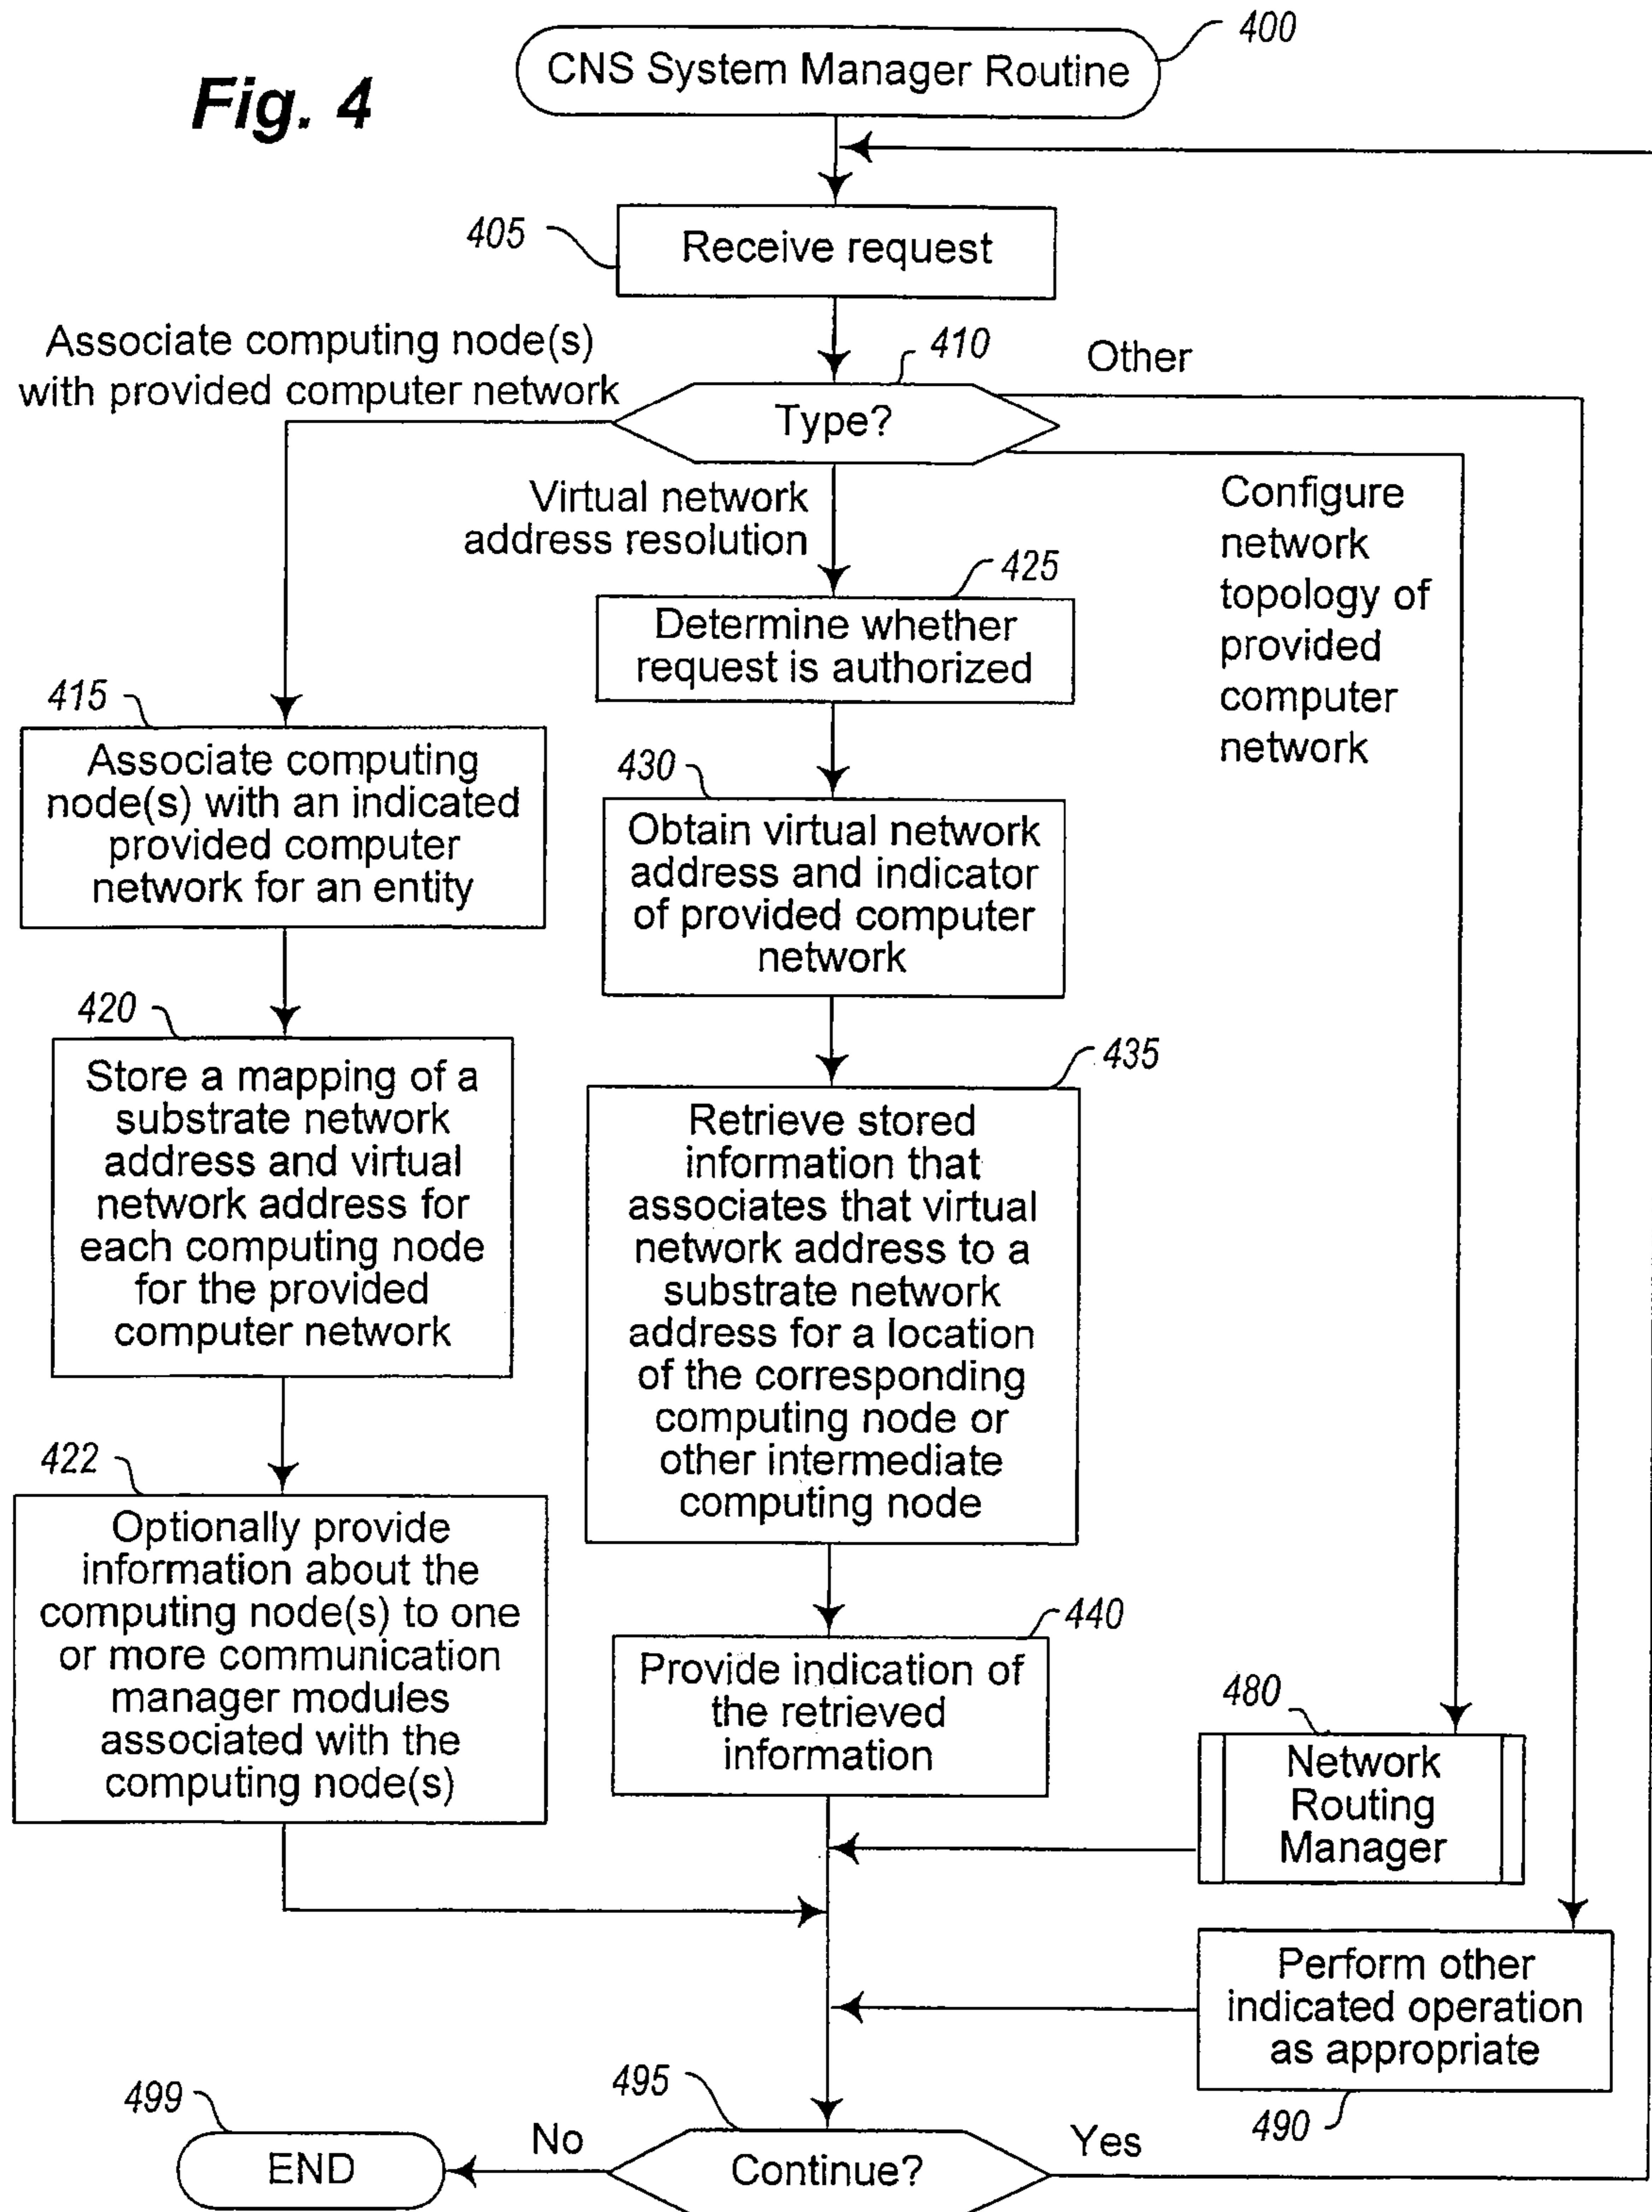 Fig. 4
CNS System Manager Routine
400
405
Receive request
Associate computing node(s)
with provided computer network
410
Other
Type?
Virtual network
address resolution
Configure
network
topology of
provided
computer
network
425
Determine whether
request is authorized
415
Associate computing
node(s) with an indicated
provided computer
network for an entity
430
Obtain virtual network
address and indicator
of provided computer
network
420
Store a mapping of a
substrate network
address and virtual
network address for
each computing node
for the provided
computer network
435
Retrieve stored
information that
associates that virtual
network address to a
substrate network
address for a location
of the corresponding
computing node or
other intermediate
computing node
422
Optionally provide
information about the
computing node(s) to one
or more communication
manager modules
associated with the
computing node(s)
440
Provide indication of
the retrieved
information
480
Network
Routing
Manager
Perform other
indicated operation
as appropriate
490
499
END
No
495
Continue?
Yes